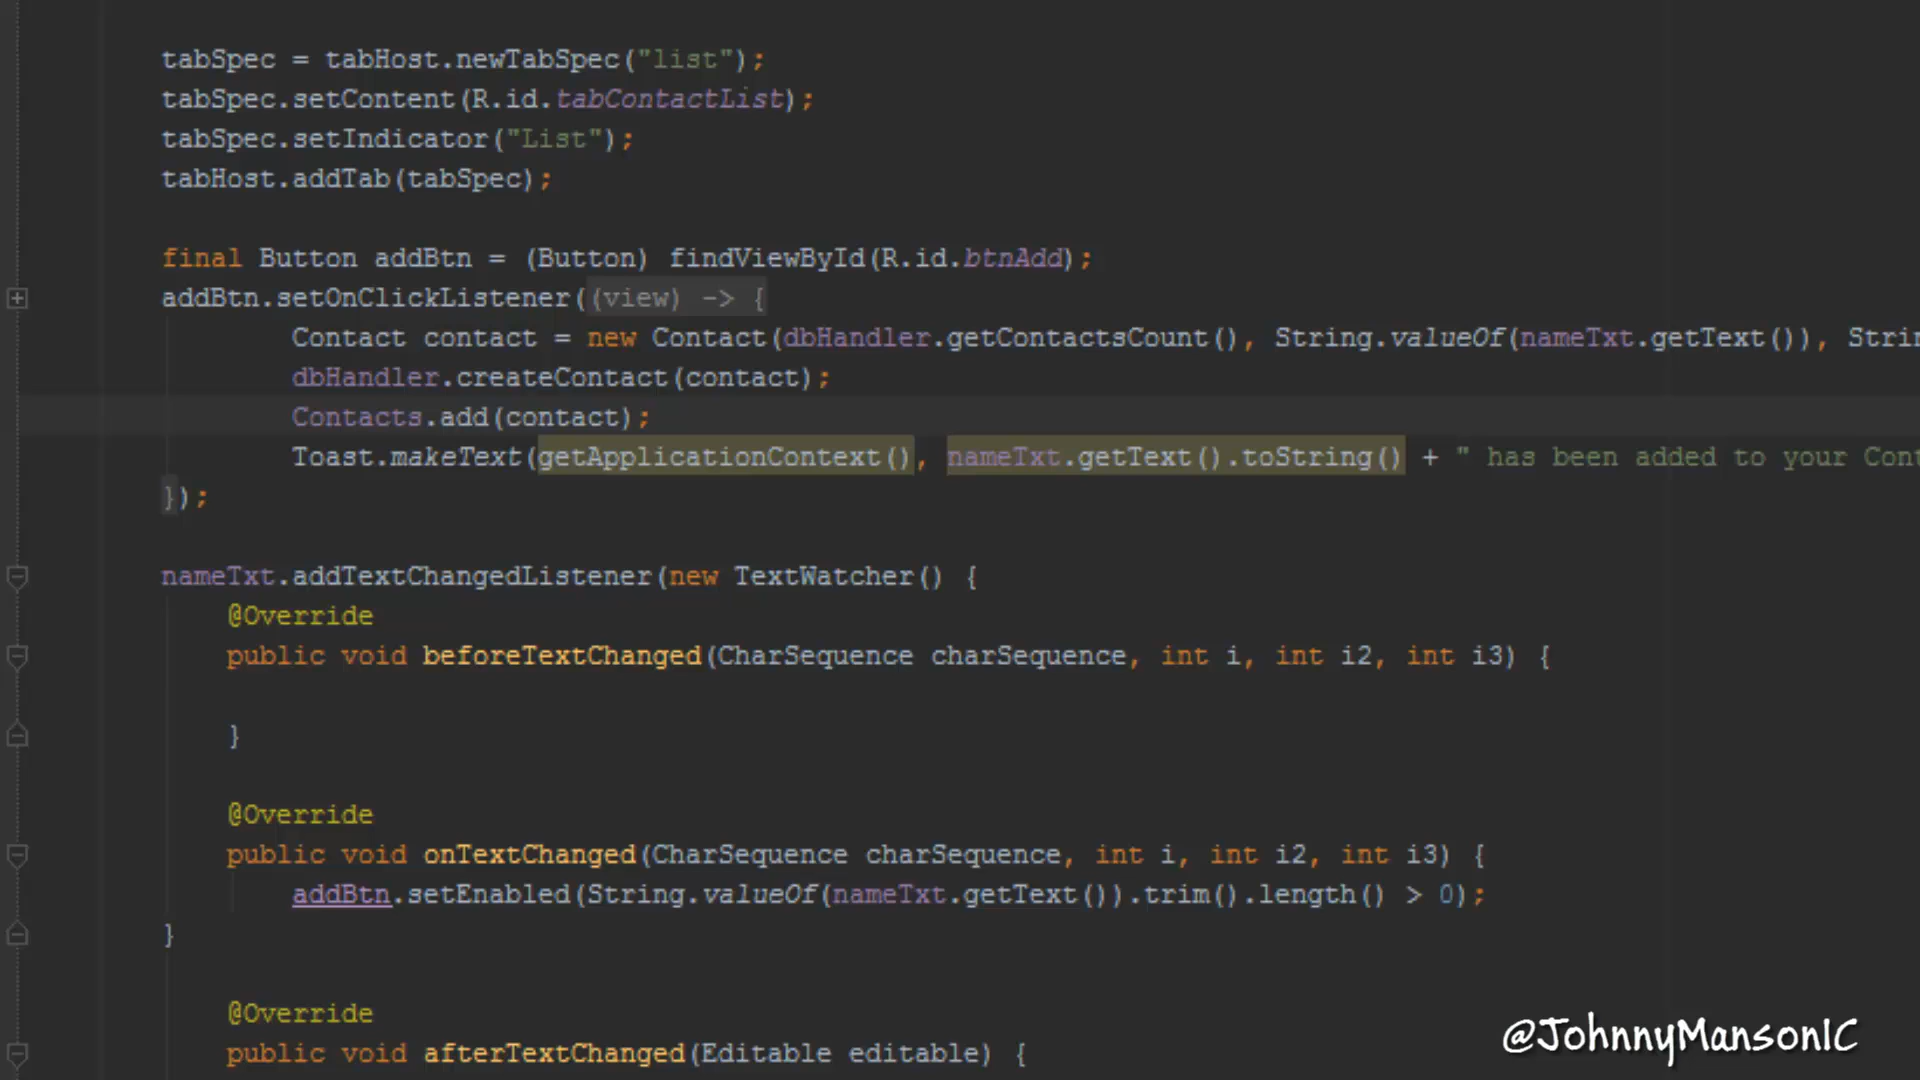 tabSpec = tabHost.newTabSpec("list");
tabSpec.setContent(R.id.tabContactList);
tabSpec.setIndicator("List");
tabHost.addTab(tabSpec);
final Button addBtn = (Button) findViewById(R.id.btnAdd);
addBtn.setOnClickListener((view) -> {
Contact contact = new Contact(dbHandler.getContactsCount(), String.valueOf(nameTxt.getText()), Strin
dbHandler.createContact(contact);
Contacts.add(contact);
Toast.makeText(getApplicationContext(), nameTxt.getText().toString() + " has been added to your Cont
});
nameTxt.addTextChangedListener(new TextWatcher() {
@Override
public void beforeTextChanged(CharSequence charSequence, int i, int i2, int i3) {
}
@Override
public void onTextChanged(CharSequence charSequence, int i, int i2, int i3) {
addBtn.setEnabled(String.valueOf(nameTxt.getText()).trim().length() > 0);
}
@Override
public void afterTextChanged(Editable editable) {
@JohnnyMansonIC